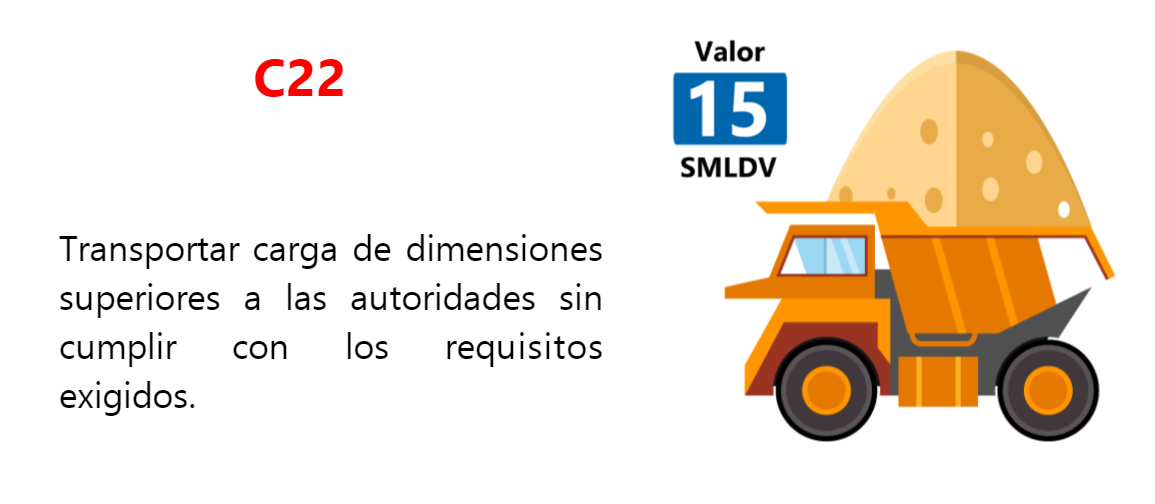 C22
Valor
15
SMLDV
Transportar carga de dimensiones
superiores a las autoridades sin
cumplir con los requisitos
exigidos.